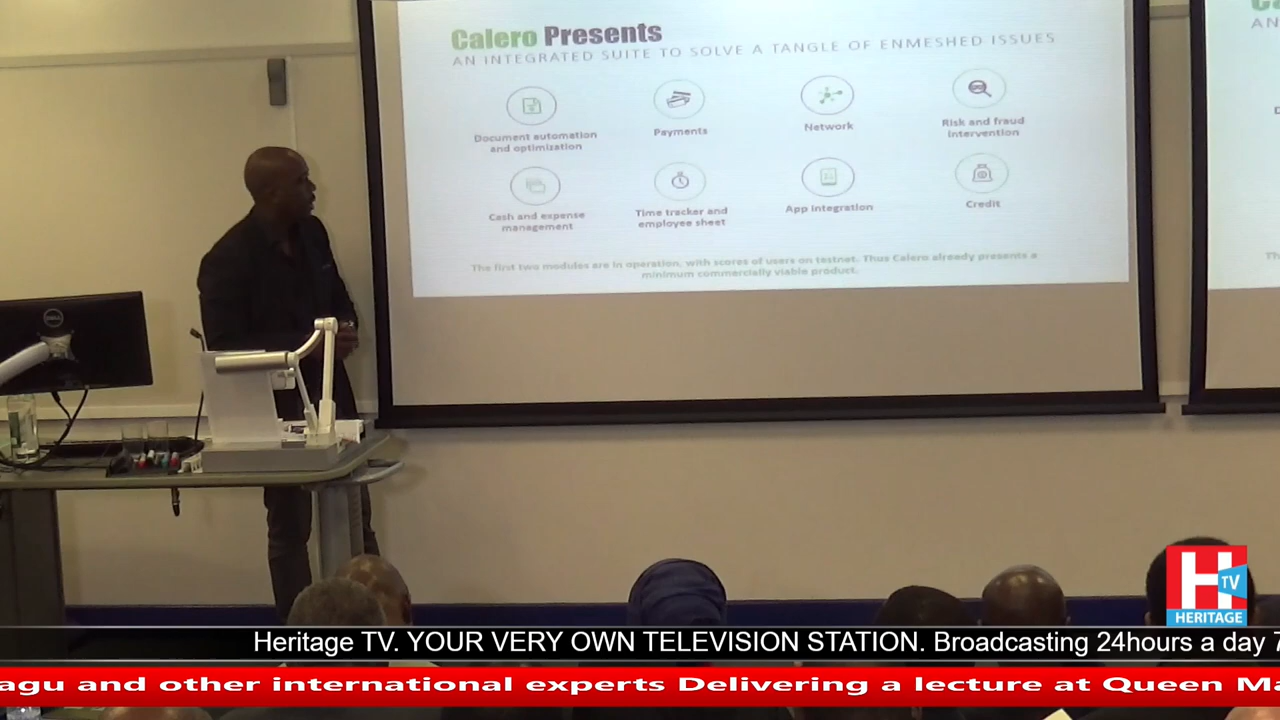 Calero Presents
AN INTEGRATED SUITE TO SOLVE A TANGLE OF ENMESHED ISSUES
Document automation
and optimization
Payments
Network
Risk and fraud
intervention
Cash and expense
management
Time tracker and
employee sheet
App integration
Credit
The first two modules are in operation, with scores of users on testnet. Thus Calero already presents a
minimum commercially viable product.
AN
Th
DELL
H
TV
HERITAGE
Heritage TV. YOUR VERY OWN TELEVISION STATION. Broadcasting 24hours a day 7
agu and other international experts Delivering a lecture at Queen Ma